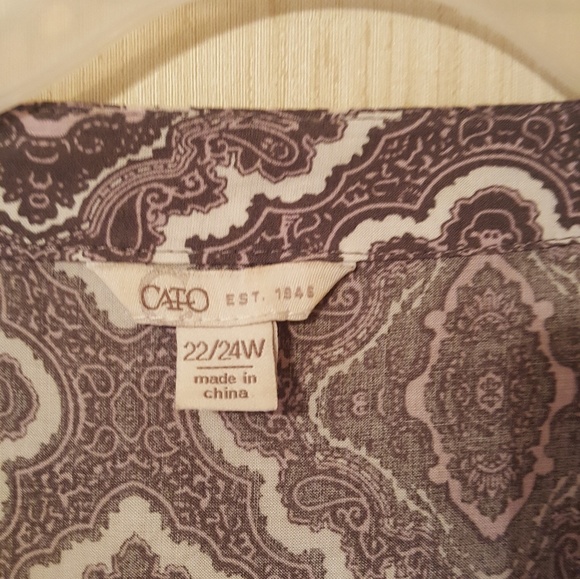 CATO EST. 1946
22/24W
made in
china